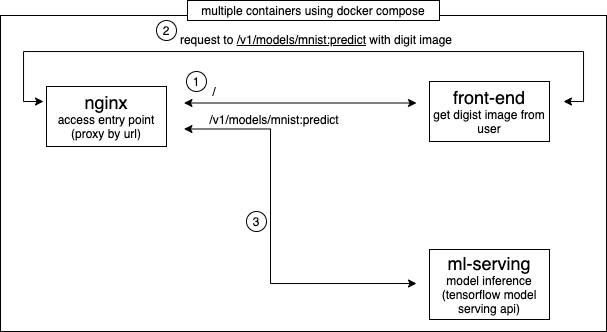 multiple containers using docker compose
2
request to /v1/models/mnist:predict with digit image
1
/
nginx
access entry point
(proxy by url)
front-end
get digist image from
user
/v1/models/mnist:predict
3
ml-serving
model inference
(tensorflow model
serving api)